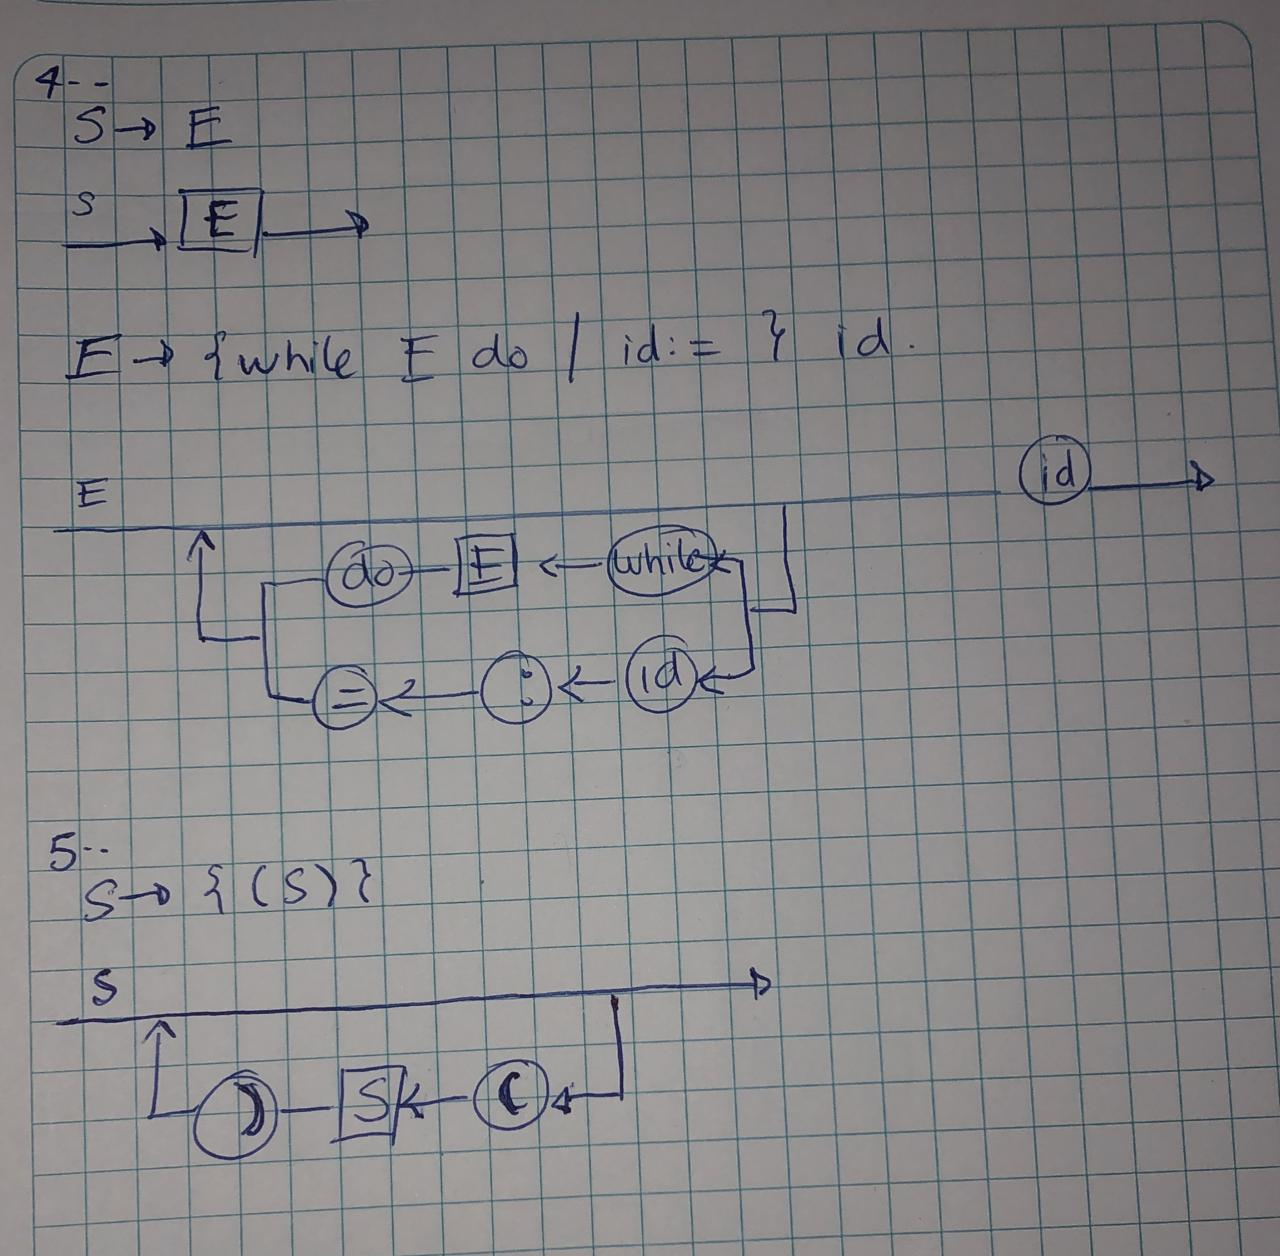 4--
S → E
S
E
E → {while E do / id:= } id.
E
id
do E while
= : id
5--
S → {(S)}
S
) S (